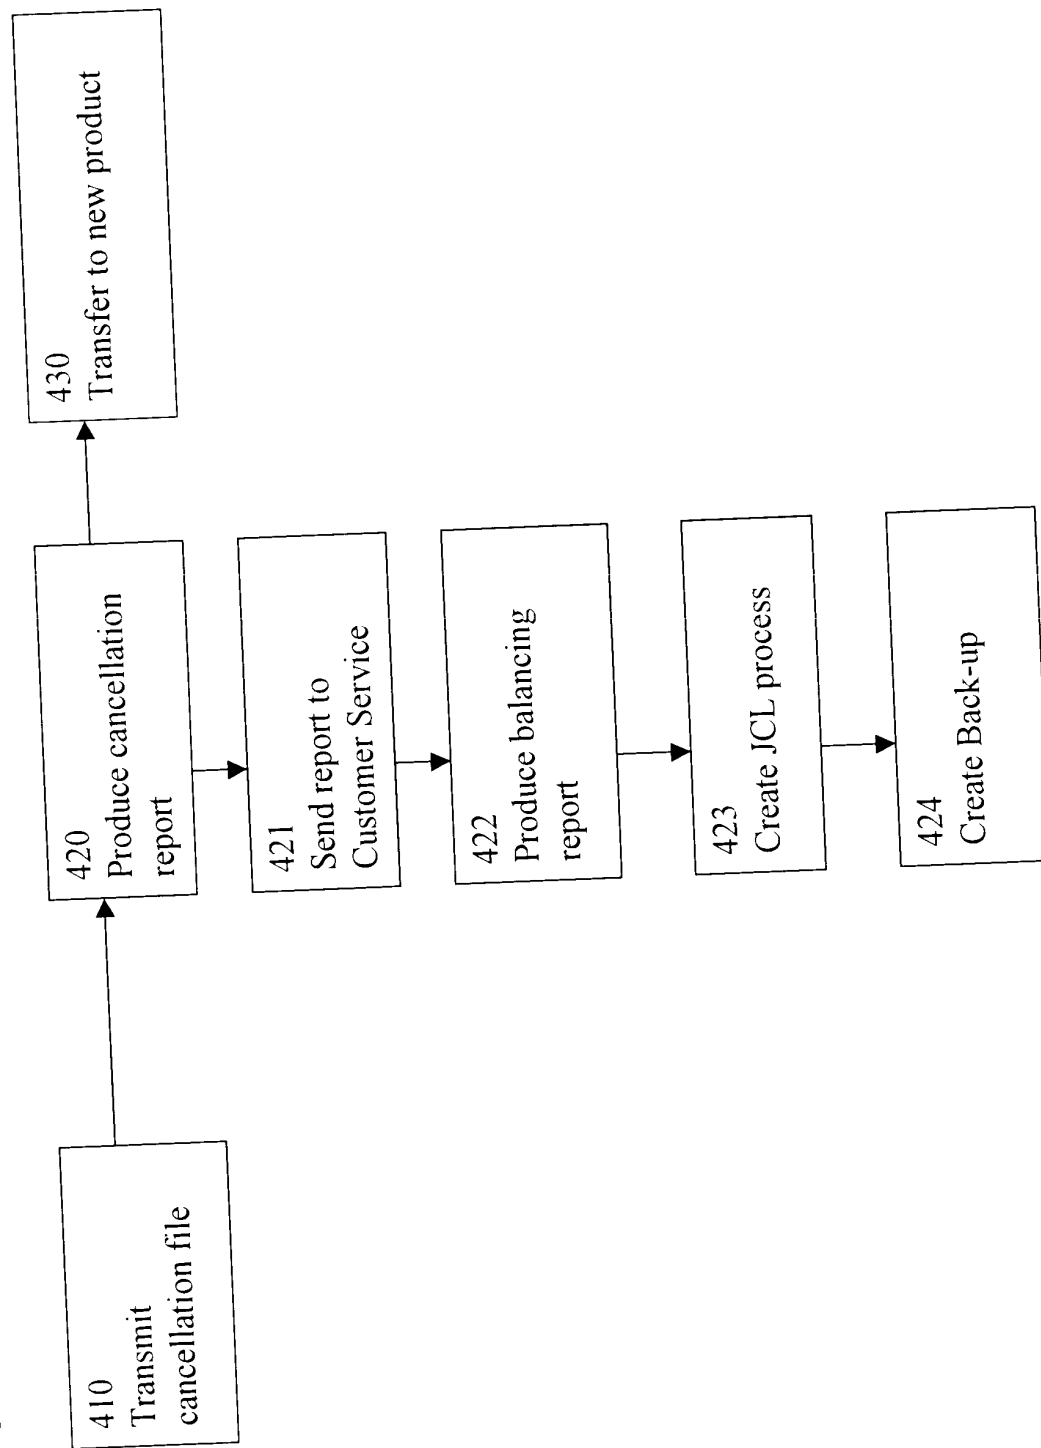 410
Transmit
cancellation file
420
Produce cancellation
report
430
Transfer to new product
421
Send report to
Customer Service
422
Produce balancing
report
423
Create JCL process
424
Create Back-up